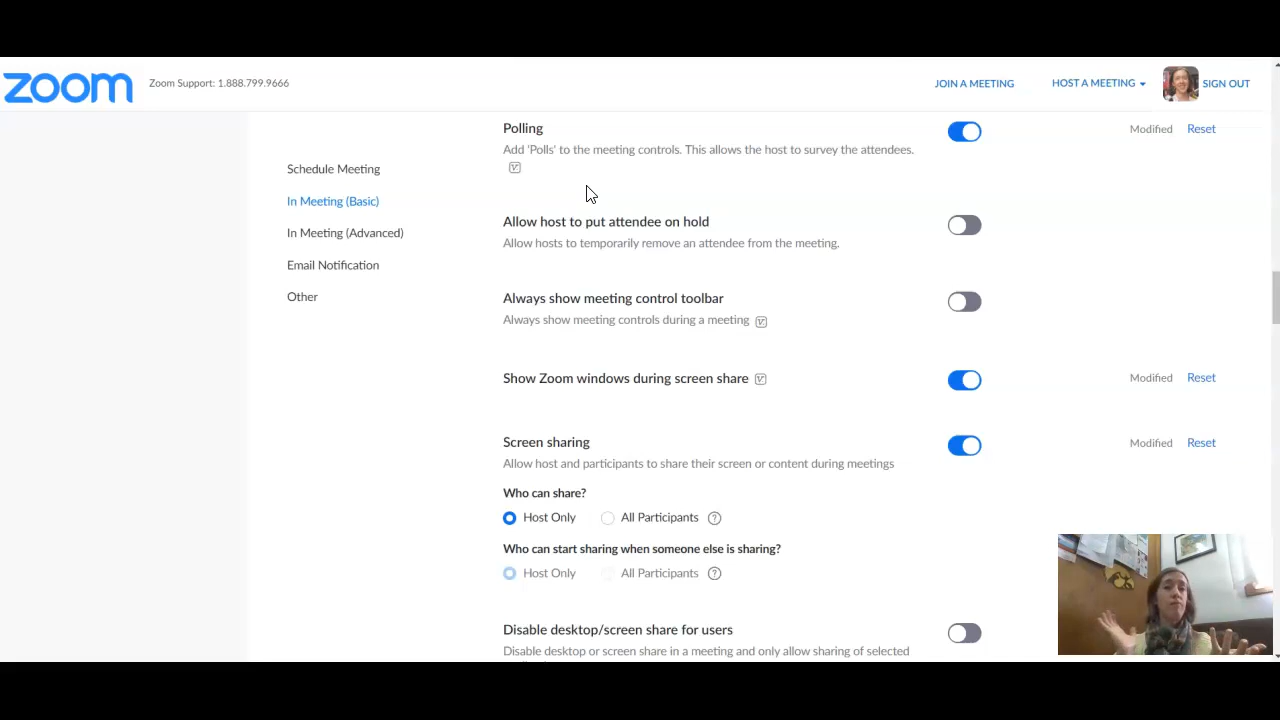 zoom
Zoom Support: 1.888.799.9666
JOIN A MEETING
HOST A MEETING
SIGN OUT
Schedule Meeting
In Meeting (Basic)
In Meeting (Advanced)
Email Notification
Other
Polling
Modified Reset
Add 'Polls' to the meeting controls. This allows the host to survey the attendees.
Allow host to put attendee on hold
Allow hosts to temporarily remove an attendee from the meeting.
Always show meeting control toolbar
Always show meeting controls during a meeting
Show Zoom windows during screen share
Modified Reset
Screen sharing
Modified Reset
Allow host and participants to share their screen or content during meetings
Who can share?
Host Only All Participants ?
Who can start sharing when someone else is sharing?
Host Only All Participants ?
Disable desktop/screen share for users
Disable desktop or screen share in a meeting and only allow sharing of selected